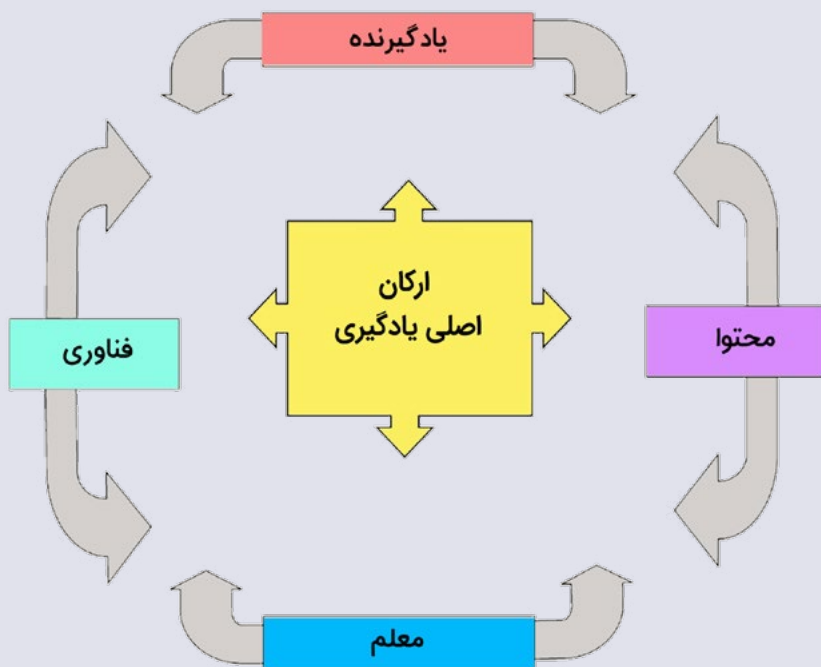 یادگیرنده
ارکان
اصلی یادگیری
محتوا
فناوری
معلم